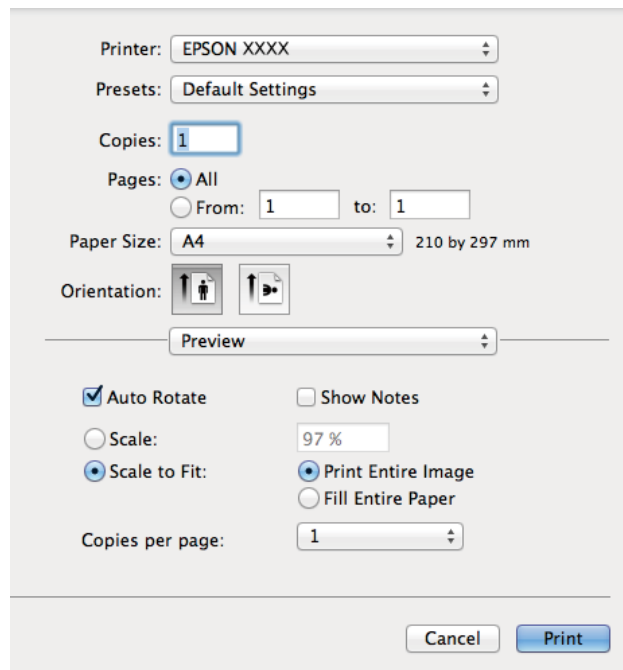 Printer: EPSON XXXX
Presets: Default Settings
Copies: 1
Pages: All
From: 1 to: 1
Paper Size: A4 210 by 297 mm
Orientation:
Preview
Auto Rotate Show Notes
Scale: 97 %
Scale to Fit: Print Entire Image
Fill Entire Paper
Copies per page: 1
Cancel Print